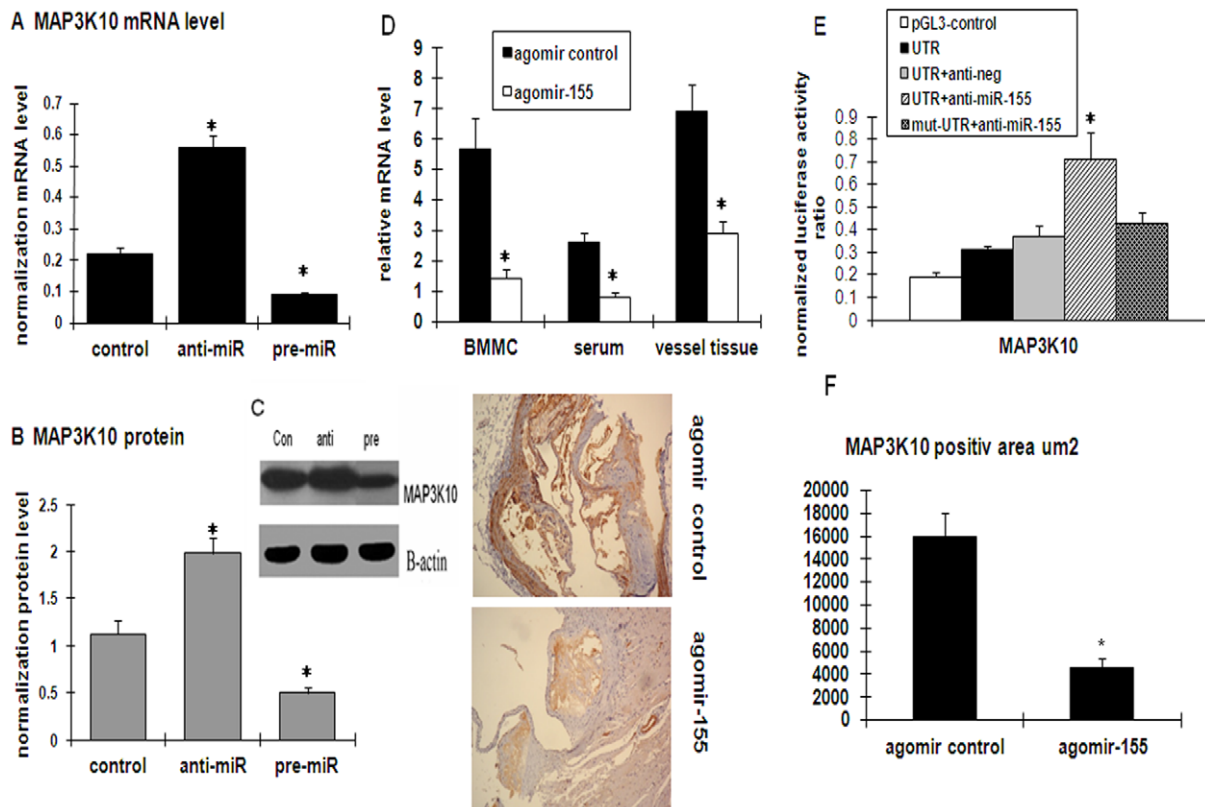 A MAP3K10 mRNA level
normalization mRNA level
0.7
0.6
0.5
0.4
0.3
0.2
0.1
0
*
*
control anti-miR pre-miR
B MAP3K10 protein
normalization protein level
2.5
2
1.5
1
0.5
0
*
*
control anti-miR pre-miR
C
Con anti pre
MAP3K10
B-actin
D
agomir control
agomir-155
relative mRNA level
9
8
7
6
5
4
3
2
1
0
*
*
*
BMMC serum vessel tissue
agomir control
agomir-155
E
pGL3-control
UTR
UTR+anti-neg
UTR+anti-miR-155
mut-UTR+anti-miR-155
normalized luciferase activity
ratio
0.9
0.8
0.7
0.6
0.5
0.4
0.3
0.2
0.1
0
*
MAP3K10
F
MAP3K10 positiv area um2
20000
18000
16000
14000
12000
10000
8000
6000
4000
2000
0
*
agomir control agomir-155